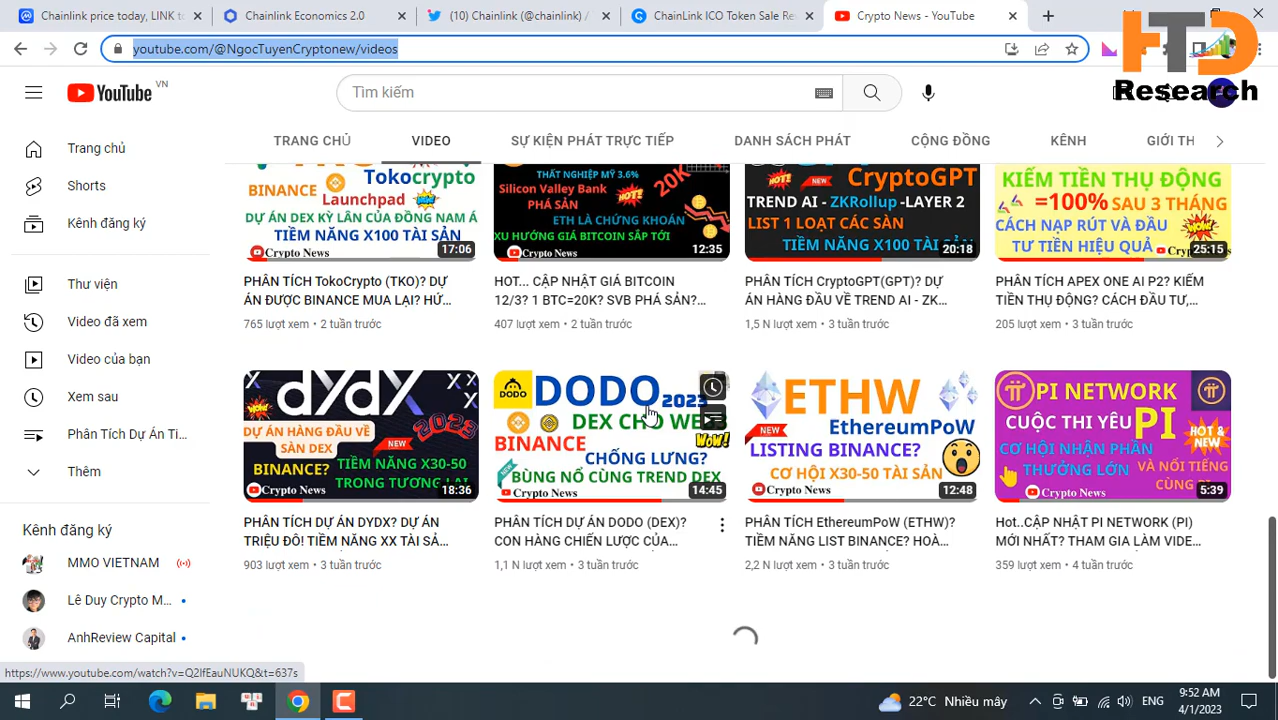 Chainlink price today, LINK to
Chainlink Economics 2.0
(10) Chainlink (@chainlink) /
ChainLink ICO Token Sale Re
Crypto News - YouTube
youtube.com/@NgocTuyenCryptonew/videos
HTD
Research
YouTube VN
Tìm kiếm
TRANG CHỦ
VIDEO
SỰ KIỆN PHÁT TRỰC TIẾP
DANH SÁCH PHÁT
CỘNG ĐỒNG
KÊNH
GIỚI TH
Trang chủ
Shorts
Kênh đăng ký
Thư viện
Video đã xem
Video của bạn
Xem sau
Phân Tích Dự Án Ti...
Thêm
Kênh đăng ký
MMO VIETNAM
Lê Duy Crypto M...
AnhReview Capital
Tokocrypto
BINANCE
Launchpad
DỰ ÁN DEX KỲ LÂN CỦA ĐÔNG NAM Á
TIỀM NĂNG X100 TÀI SẢN
Crypto News
17:06
PHÂN TÍCH TokoCrypto (TKO)? DỰ
ÁN ĐƯỢC BINANCE MUA LẠI? HỨ...
765 lượt xem • 2 tuần trước
THẤT NGHIỆP MỸ 3.6%
20K
Silicon Valley Bank
HOT!
PHÁ SẢN
ETH LÀ CHỨNG KHOÁN
XU HƯỚNG GIÁ BITCOIN SẮP TỚI
Crypto News
12:35
HOT... CẬP NHẬT GIÁ BITCOIN
12/3? 1 BTC=20K? SVB PHÁ SẢN?...
407 lượt xem • 2 tuần trước
HOT!
NEW
CryptoGPT
TREND AI - ZKRollup -LAYER 2
LIST 1 LOẠT CÁC SÀN
TIỀM NĂNG X100 TÀI SẢN
Crypto News
20:18
PHÂN TÍCH CryptoGPT(GPT)? DỰ
ÁN HÀNG ĐẦU VỀ TREND AI - ZK...
1,5 N lượt xem • 3 tuần trước
KIẾM TIỀN THỤ ĐỘNG
=100% SAU 3 THÁNG
CÁCH NẠP RÚT VÀ ĐẦU
TƯ TIỀN HIỆU QUẢ
WOW!
Crypto News
25:15
PHÂN TÍCH APEX ONE AI P2? KIẾM
TIỀN THỤ ĐỘNG? CÁCH ĐẦU TƯ,...
205 lượt xem • 3 tuần trước
dYdX
WOW!
2023
DỰ ÁN HÀNG ĐẦU VỀ
SÀN DEX
NEW
BINANCE?
TIỀM NĂNG X30-50
TRONG TƯƠNG LAI
Crypto News
18:36
PHÂN TÍCH DỰ ÁN DYDX? DỰ ÁN
TRIỆU ĐÔ! TIỀM NĂNG XX TÀI SẢ...
903 lượt xem • 3 tuần trước
DODO
DODO 2023
DEX CHO WEB
BINANCE
WOW!
CHỐNG LƯNG?
NEW
BÙNG NỔ CÙNG TREND DEX
Crypto News
14:45
PHÂN TÍCH DỰ ÁN DODO (DEX)?
CON HÀNG CHIẾN LƯỢC CỦA...
1,1 N lượt xem • 3 tuần trước
ETHW
NEW
EthereumPoW
LISTING BINANCE?
CƠ HỘI X30-50 TÀI SẢN
Crypto News
12:48
PHÂN TÍCH EthereumPoW (ETHW)?
TIỀM NĂNG LIST BINANCE? HOÀ...
2,2 N lượt xem • 3 tuần trước
PI NETWORK
CUỘC THI YÊU PI
HOT &
NEW
CƠ HỘI NHẬN PHẦN
THƯỞNG LỚN
VÀ NỔI TIẾNG
CÙNG PI
Crypto News
5:39
Hot..CẬP NHẬT PI NETWORK (PI)
MỚI NHẤT? THAM GIA LÀM VIDE...
359 lượt xem • 4 tuần trước
https://www.youtube.com/watch?v=Q2IfEauNUKQ&t=637s
22°C Nhiều mây
ENG
9:52 AM
4/1/2023